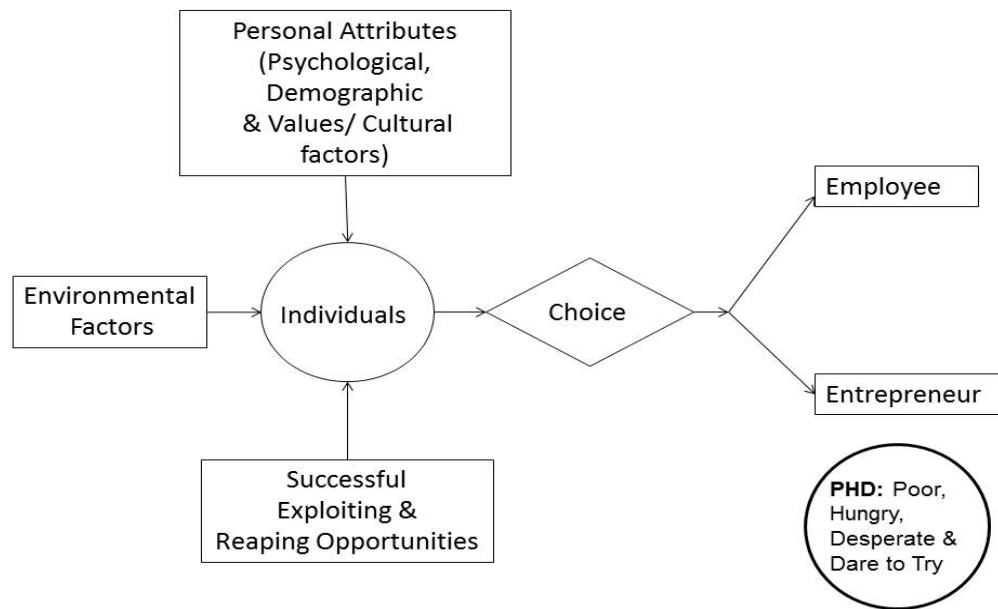 Personal Attributes
(Psychological,
Demographic
& Values/ Cultural
factors)
Employee
Environmental
Factors
Individuals
Choice
Entrepreneur
Successful
Exploiting &
Reaping Opportunities
PHD: Poor,
Hungry,
Desperate &
Dare to Try